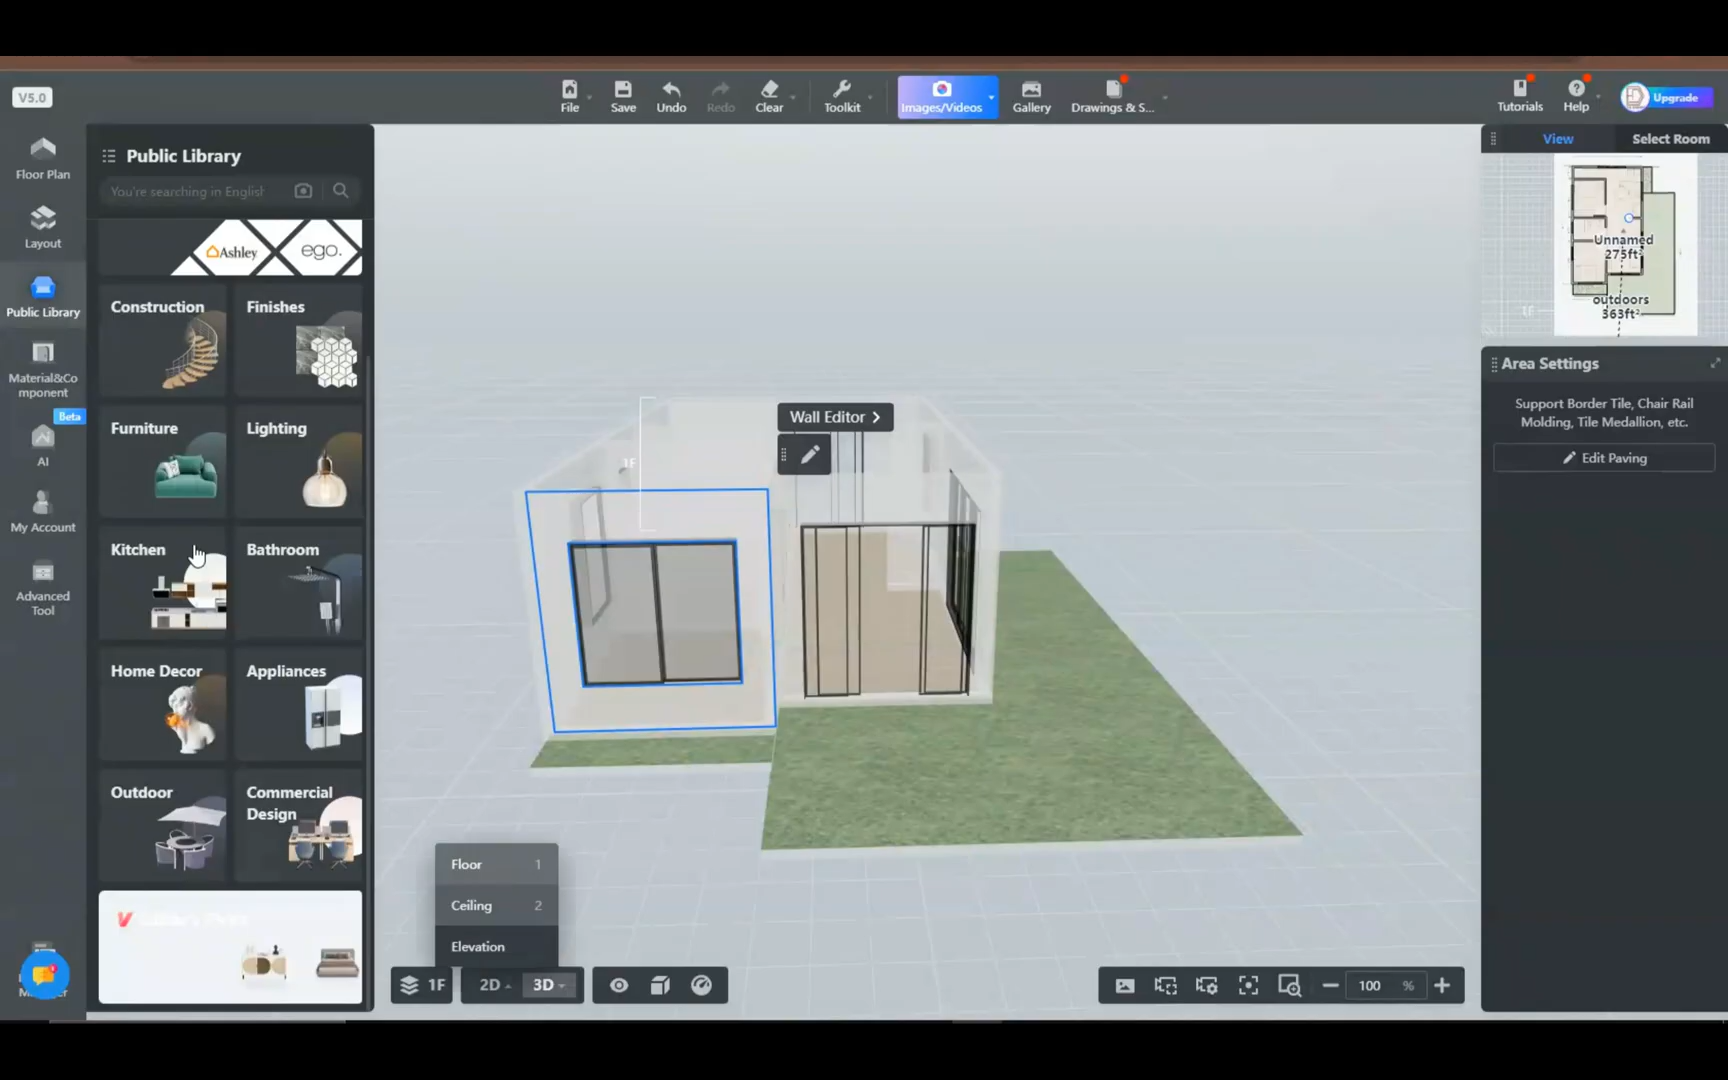 V5.0
File
Save
Undo
Redo
Clear
Toolkit
Images/Videos
Gallery
Drawings & S...
Tutorials
Help
Upgrade
Floor Plan
Layout
Public Library
Material&Co
mponent
Beta
AI
My Account
Advanced
Tool
Public Library
You're searching in English
Ashley
ego.
Construction
Finishes
Furniture
Lighting
Kitchen
Bathroom
Home Decor
Appliances
Outdoor
Commercial
Design
Wall Editor >
1F
View
Select Room
Unnamed
275ft²
outdoors
363ft²
1F
Area Settings
Support Border Tile, Chair Rail
Molding, Tile Medallion, etc.
Edit Paving
Floor 1
Ceiling 2
Elevation
1F
2D
3D
100 %